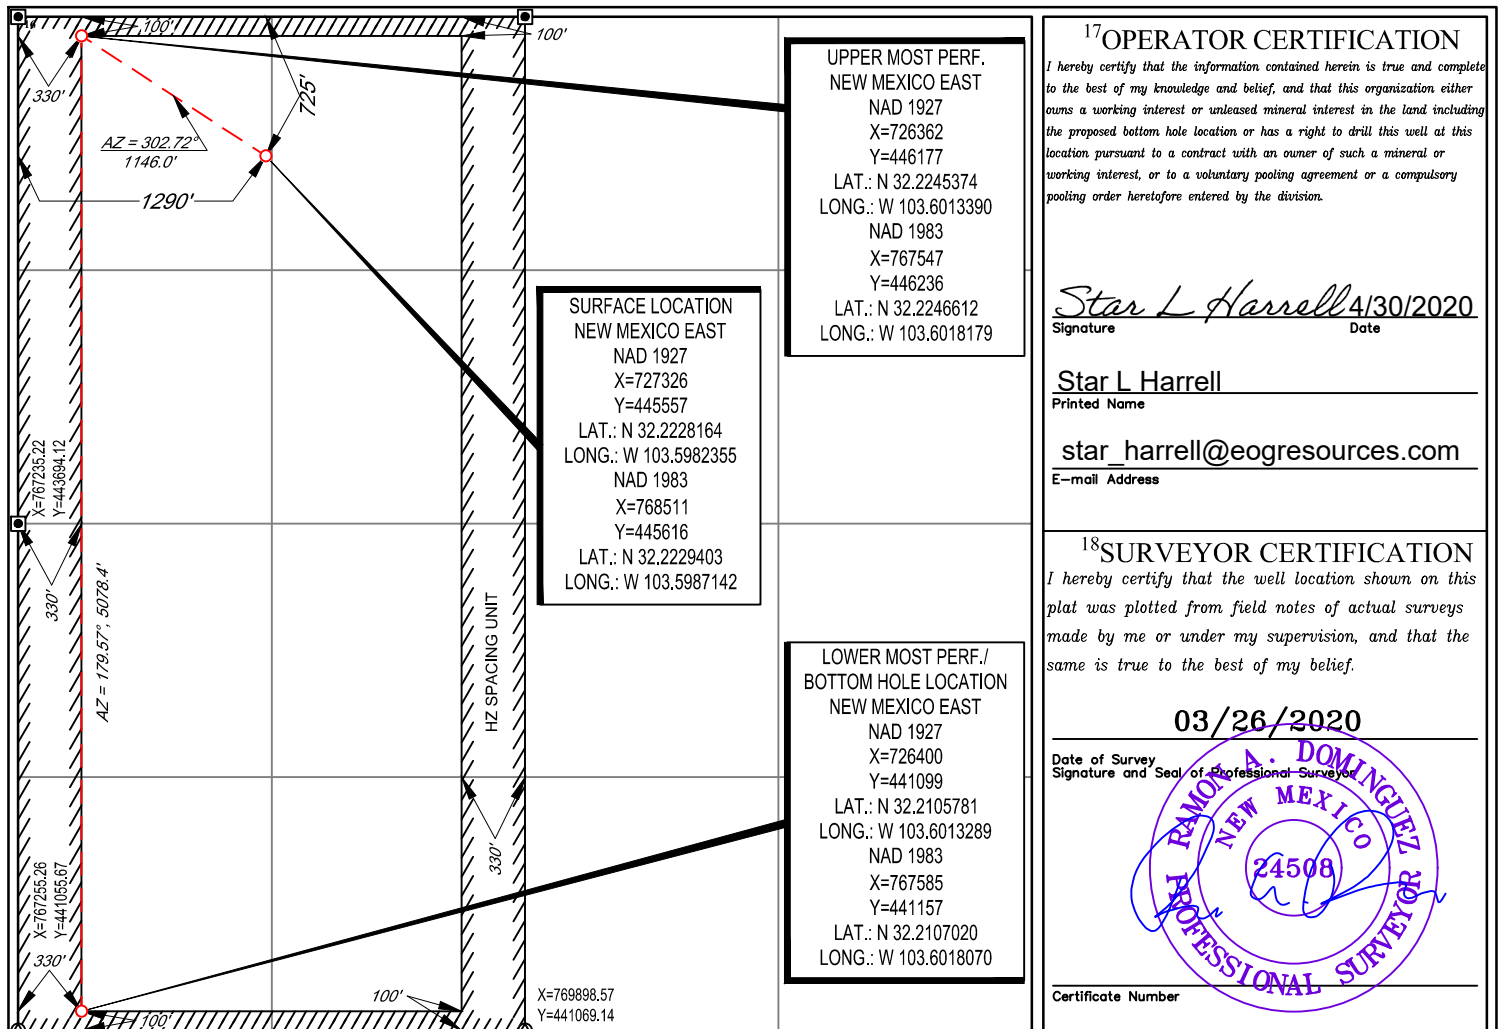 100'
100'
330'
725'
AZ = 302.72°
1146.0'
1290'
X=767235.22
Y=443694.12
330'
AZ = 179.57°, 5078.4'
HZ SPACING UNIT
330'
X=767255.26
Y=441055.67
330'
100'
100'
X=769898.57
Y=441069.14
UPPER MOST PERF.
NEW MEXICO EAST
NAD 1927
X=726362
Y=446177
LAT.: N 32.2245374
LONG.: W 103.6013390
NAD 1983
X=767547
Y=446236
LAT.: N 32.2246612
LONG.: W 103.6018179
SURFACE LOCATION
NEW MEXICO EAST
NAD 1927
X=727326
Y=445557
LAT.: N 32.2228164
LONG.: W 103.5982355
NAD 1983
X=768511
Y=445616
LAT.: N 32.2229403
LONG.: W 103.5987142
LOWER MOST PERF./
BOTTOM HOLE LOCATION
NEW MEXICO EAST
NAD 1927
X=726400
Y=441099
LAT.: N 32.2105781
LONG.: W 103.6013289
NAD 1983
X=767585
Y=441157
LAT.: N 32.2107020
LONG.: W 103.6018070
17OPERATOR CERTIFICATION
I hereby certify that the information contained herein is true and complete
to the best of my knowledge and belief, and that this organization either
owns a working interest or unleased mineral interest in the land including
the proposed bottom hole location or has a right to drill this well at this
location pursuant to a contract with an owner of such a mineral or
working interest, or to a voluntary pooling agreement or a compulsory
pooling order heretofore entered by the division.
Star L Harrell 4/30/2020
Signature Date
Star L Harrell
Printed Name
star_harrell@eogresources.com
E-mail Address
18SURVEYOR CERTIFICATION
I hereby certify that the well location shown on this
plat was plotted from field notes of actual surveys
made by me or under my supervision, and that the
same is true to the best of my belief.
03/26/2020
Date of Survey
Signature and Seal of Professional Surveyor
RAMON A. DOMINGUEZ
NEW MEXICO
24508
PROFESSIONAL SURVEYOR
Certificate Number